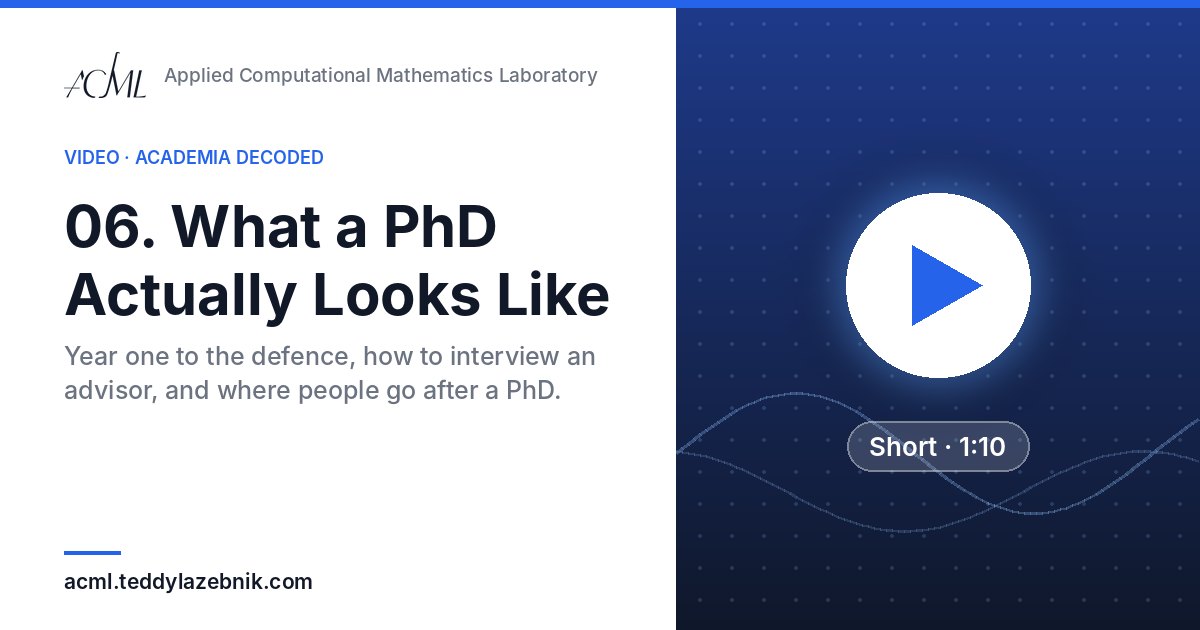 ACML
Applied Computational Mathematics Laboratory
VIDEO · ACADEMIA DECODED
06. What a PhD
Actually Looks Like
Year one to the defence, how to interview an
advisor, and where people go after a PhD.
Short · 1:10
acml.teddylazebnik.com